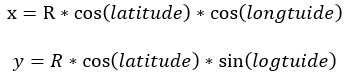 x = R * cos(latitude) * cos(longtuide)
y = R * cos(latitude) * sin(logtuide)